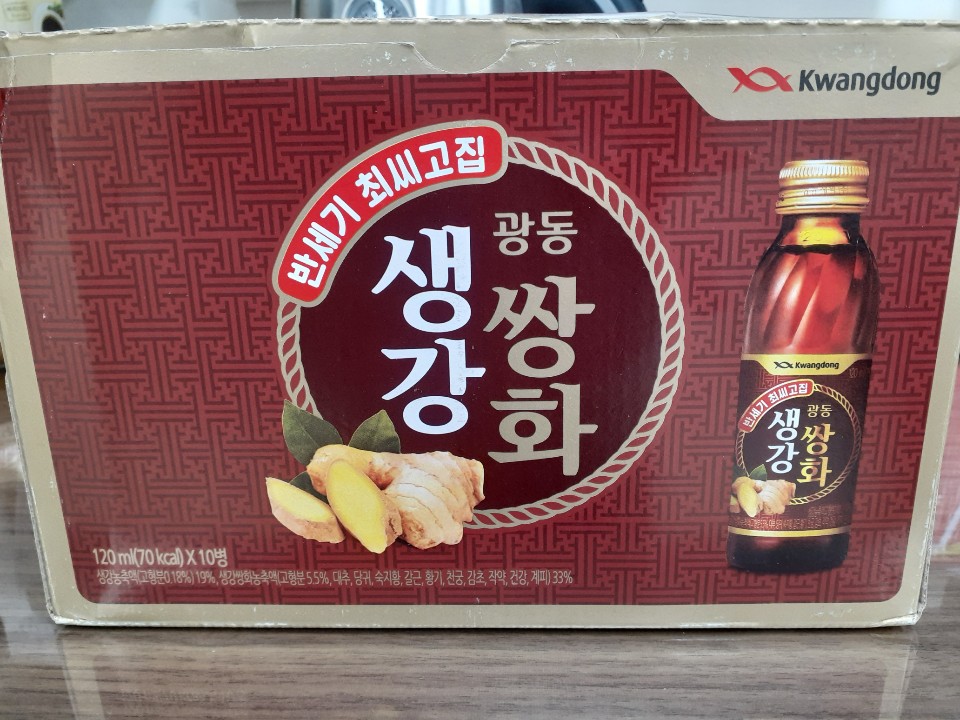 Kwangdong
반세기 최씨고집
광동
쌍화
생강
Kwangdong
반세기 최씨고집
광동
쌍화
생강
120 ml(70 kcal) X 10병
생강농축액(고형분0.18%) 19%, 생강쌍화농축액(고형분 5.5%, 대추, 당귀, 숙지황, 갈근, 황기, 천궁, 감초, 작약, 건강, 계피) 33%